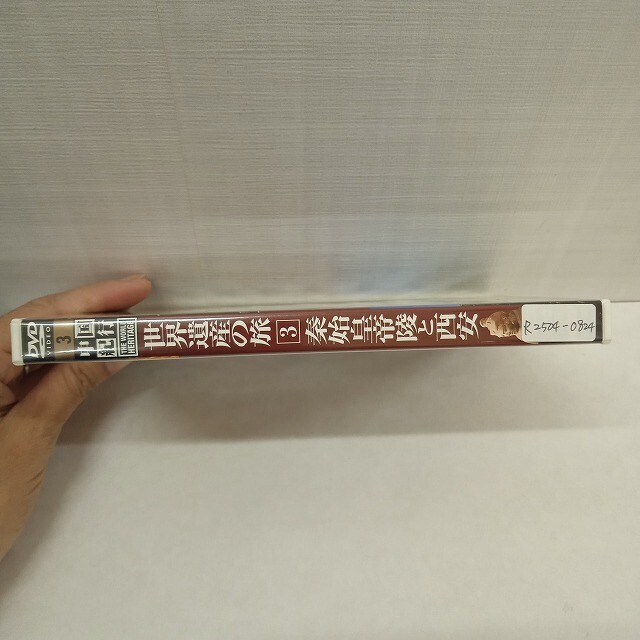 DVD
VIDEO
3
中国
紀行
THE WORLD
HERITAGE
世界遺産の旅 3 秦始皇帝陵と西安
R2504-0824